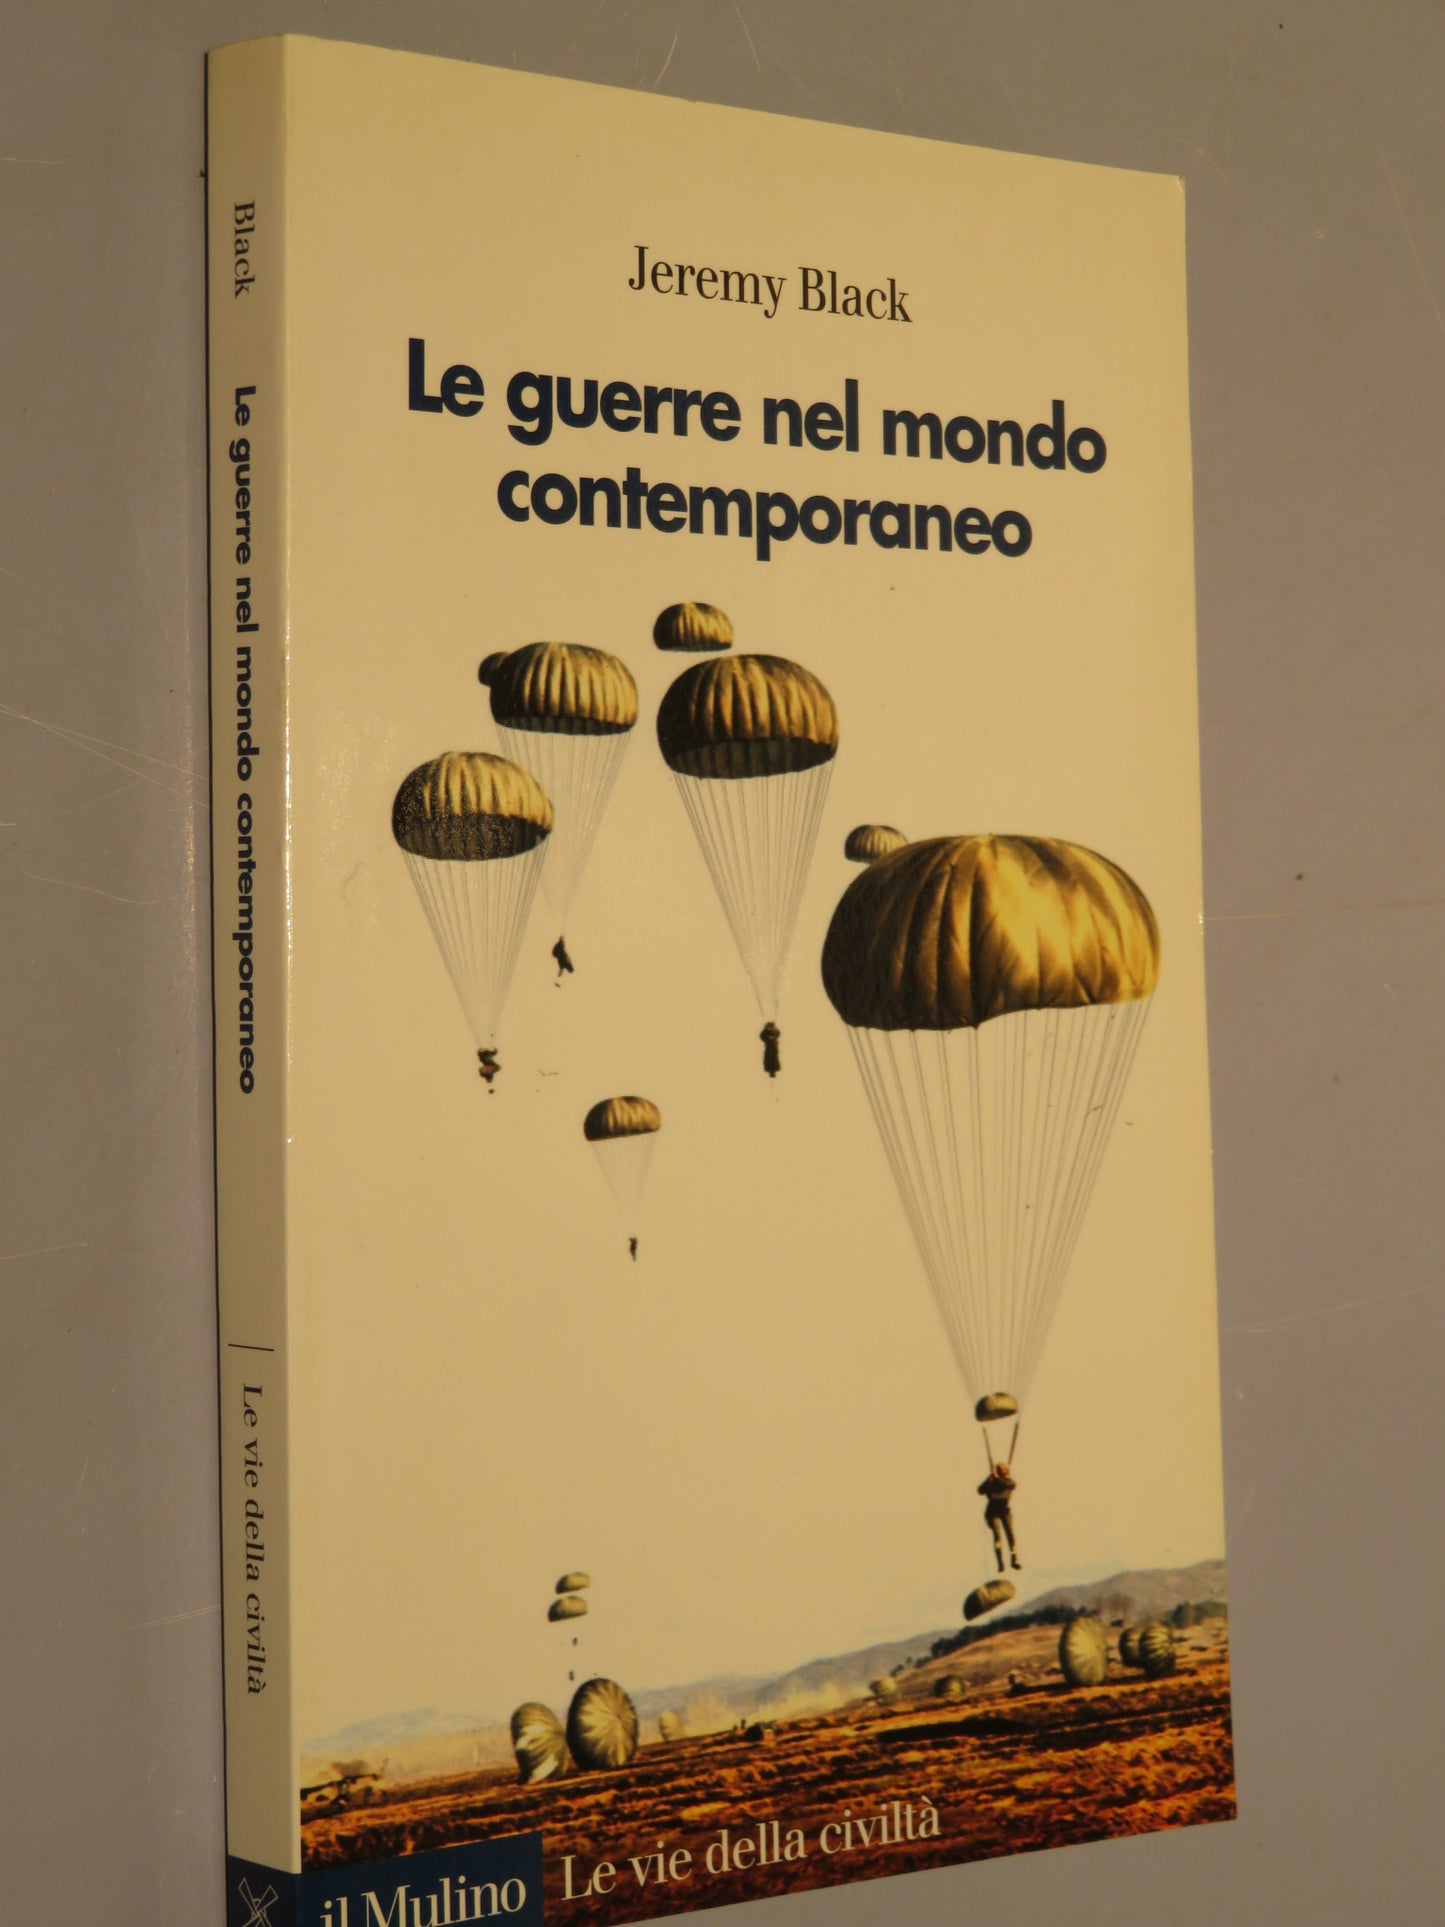 Jeremy Black
Le guerre nel mondo
contemporaneo
il Mulino
Le vie della civiltà
Black
Le guerre nel mondo contemporaneo
Le vie della civiltà